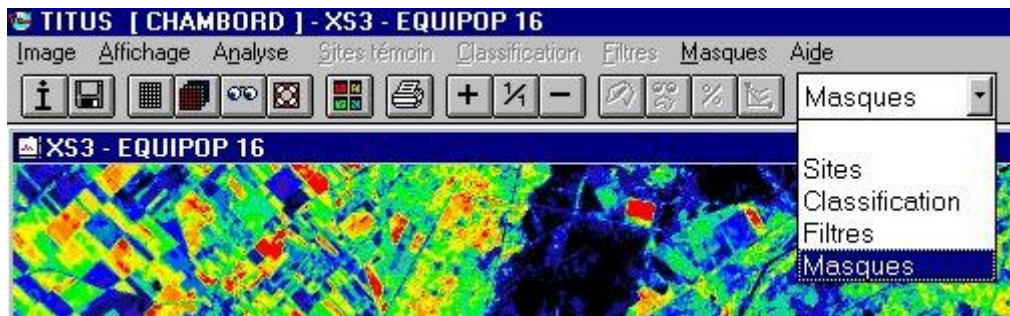 TITUS [ CHAMBORD ] - XS3 - EQUIPOP 16
Image Affichage Analyse Sites témoin Classification Filtres Masques Aide
Masques
XS3 - EQUIPOP 16
Sites
Classification
Filtres
Masques